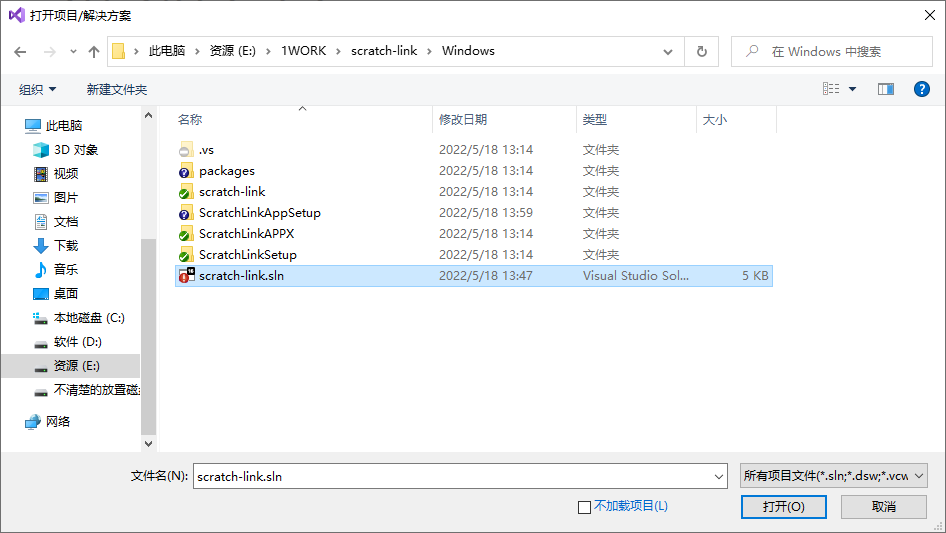 打开项目/解决方案
此电脑 > 资源 (E:) > 1WORK > scratch-link > Windows
在 Windows 中搜索
组织 新建文件夹
此电脑
3D 对象
视频
图片
文档
下载
音乐
桌面
本地磁盘 (C:)
软件 (D:)
资源 (E:)
不清楚的放置磁
网络
名称 修改日期 类型 大小
.vs 2022/5/18 13:14 文件夹
packages 2022/5/18 13:14 文件夹
scratch-link 2022/5/18 13:14 文件夹
ScratchLinkAppSetup 2022/5/18 13:59 文件夹
ScratchLinkAPPX 2022/5/18 13:14 文件夹
ScratchLinkSetup 2022/5/18 13:14 文件夹
scratch-link.sln 2022/5/18 13:47 Visual Studio Sol... 5 KB
文件名(N): scratch-link.sln 所有项目文件(*.sln;*.dsw;*.vcw
不加载项目(L) 打开(O) 取消